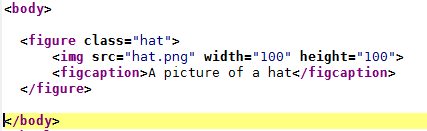 <body>
<figure class="hat">
<img src="hat.png" width="100" height="100">
<figcaption>A picture of a hat</figcaption>
</figure>
</body>